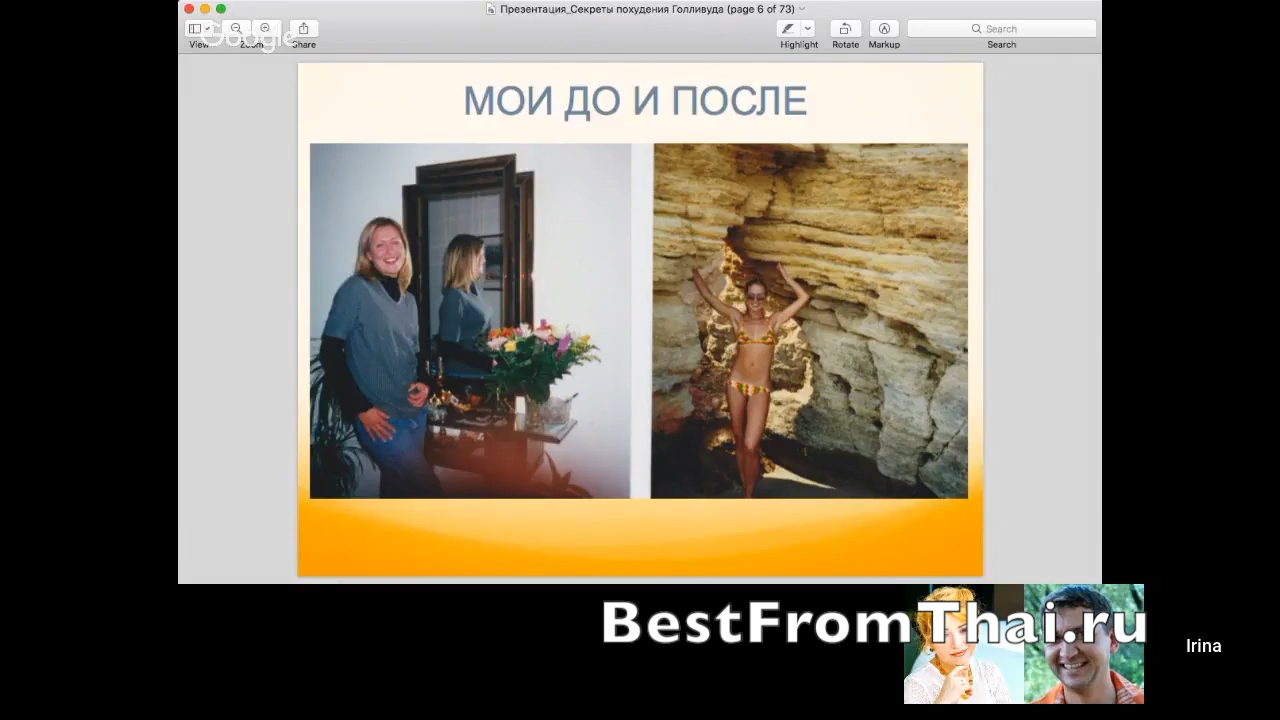 Презентация_Секреты похудения Голливуда (page 6 of 73)
Google
View
Zoom
Share
Highlight
Rotate
Markup
Search
Search
МОИ ДО И ПОСЛЕ
BestFromThai.ru
Irina